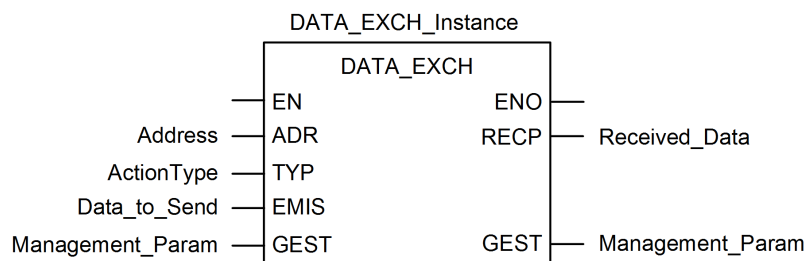 DATA_EXCH_Instance
DATA_EXCH
EN ENO
Address ADR RECP Received_Data
ActionType TYP
Data_to_Send EMIS
Management_Param GEST GEST Management_Param